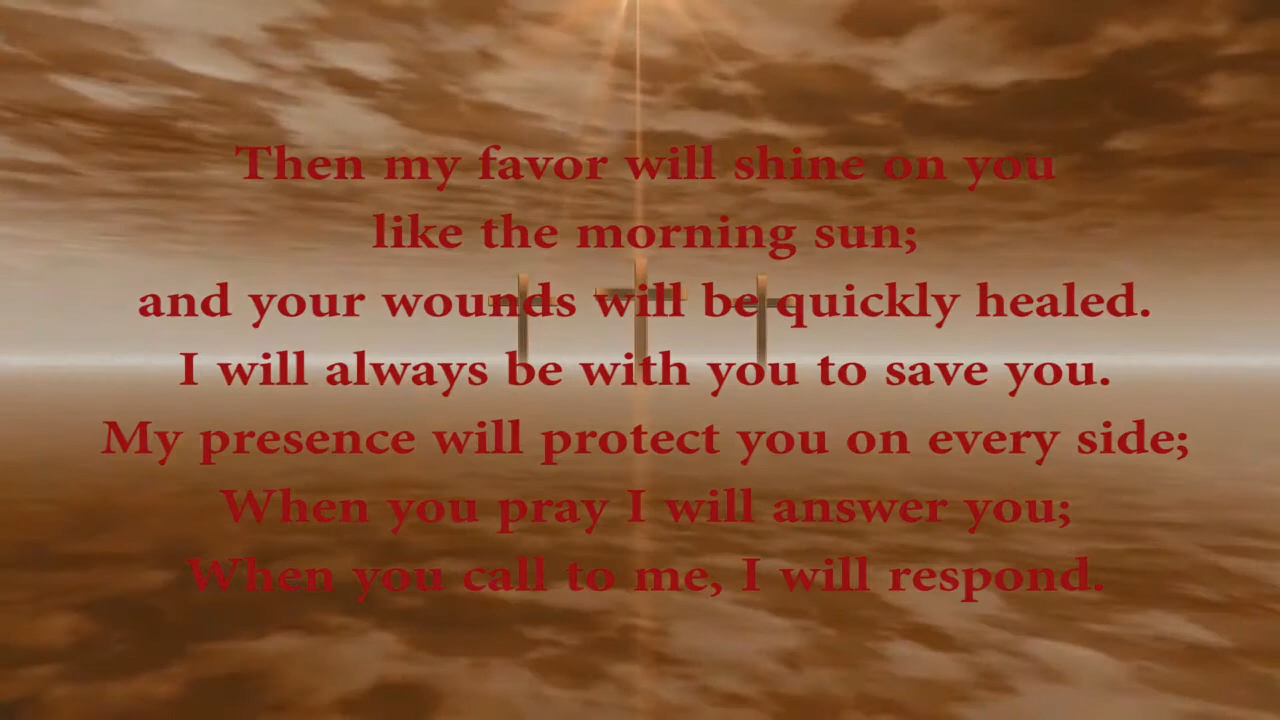 Then my favor will shine on you
like the morning sun;
and your wounds will be quickly healed.
I will always be with you to save you.
My presence will protect you on every side;
When you pray I will answer you;
When you call to me, I will respond.